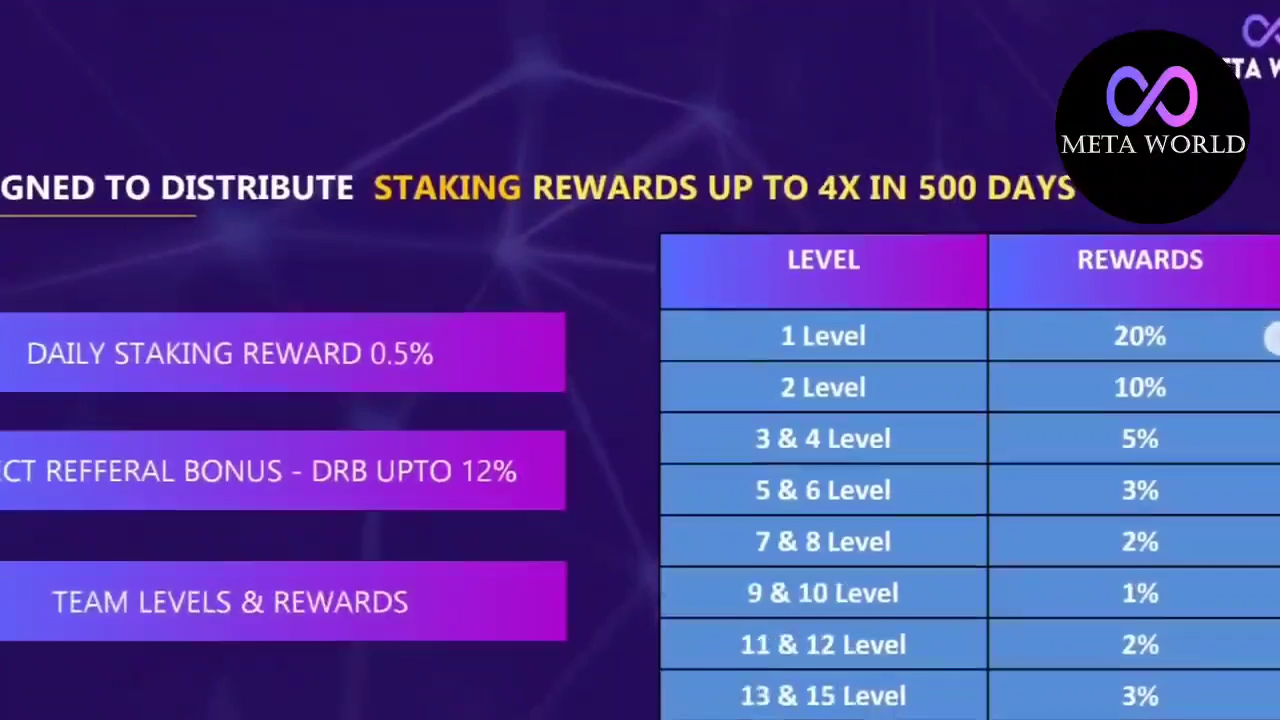 TA W
META WORLD
GNED TO DISTRIBUTE STAKING REWARDS UP TO 4X IN 500 DAYS
LEVEL REWARDS
1 Level 20%
DAILY STAKING REWARD 0.5%
2 Level 10%
3 & 4 Level 5%
ECT REFFERAL BONUS - DRB UPTO 12%
5 & 6 Level 3%
7 & 8 Level 2%
TEAM LEVELS & REWARDS
9 & 10 Level 1%
11 & 12 Level 2%
13 & 15 Level 3%